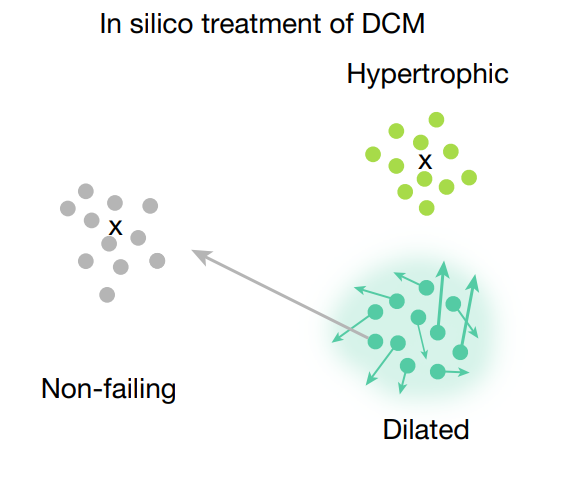 In silico treatment of DCM
Hypertrophic
x
x
Non-failing
Dilated